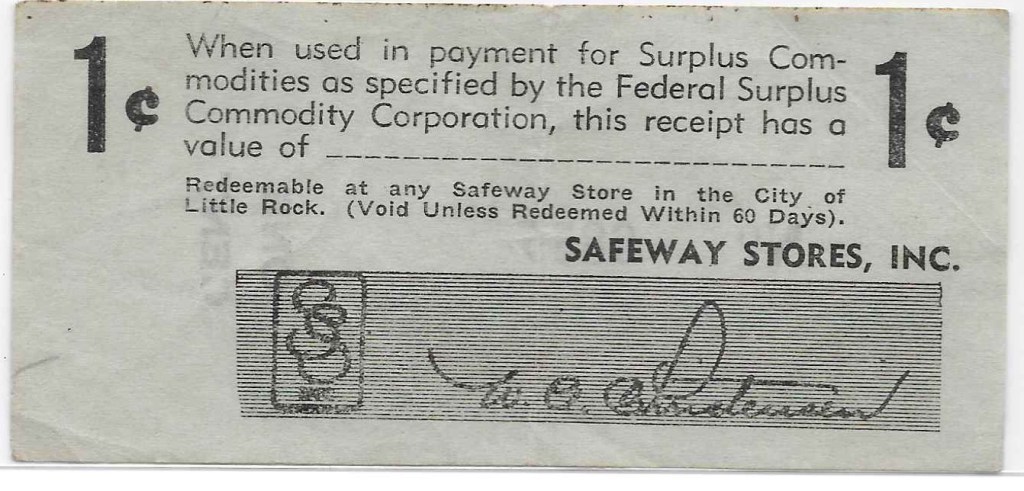 1¢
When used in payment for Surplus Com-
modities as specified by the Federal Surplus
Commodity Corporation, this receipt has a
value of
1¢
Redeemable at any Safeway Store in the City of
Little Rock. (Void Unless Redeemed Within 60 Days).
SAFEWAY STORES, INC.